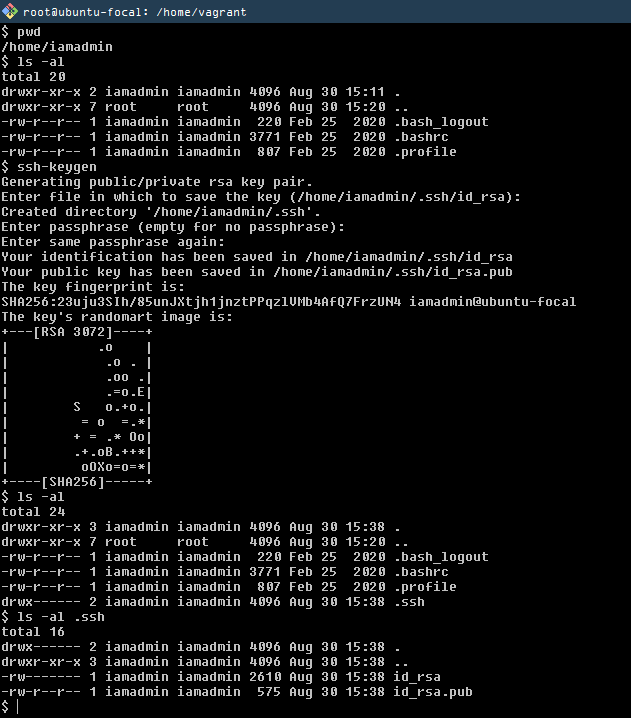 root@ubuntu-focal: /home/vagrant
$ pwd
/home/iamadmin
$ ls -al
total 20
drwxr-xr-x 2 iamadmin iamadmin 4096 Aug 30 15:11 .
drwxr-xr-x 7 root     root     4096 Aug 30 15:20 ..
-rw-r--r-- 1 iamadmin iamadmin  220 Feb 25  2020 .bash_logout
-rw-r--r-- 1 iamadmin iamadmin 3771 Feb 25  2020 .bashrc
-rw-r--r-- 1 iamadmin iamadmin  807 Feb 25  2020 .profile
$ ssh-keygen
Generating public/private rsa key pair.
Enter file in which to save the key (/home/iamadmin/.ssh/id_rsa):
Created directory '/home/iamadmin/.ssh'.
Enter passphrase (empty for no passphrase):
Enter same passphrase again:
Your identification has been saved in /home/iamadmin/.ssh/id_rsa
Your public key has been saved in /home/iamadmin/.ssh/id_rsa.pub
The key fingerprint is:
SHA256:23uju3SIh/85unJXtjh1jnztPPqzlVMb4AfQ7FrzUN4 iamadmin@ubuntu-focal
The key's randomart image is:
+---[RSA 3072]----+
|           .o    |
|            .o . |
|            .oo .|
|            .=o.E|
|        S   o.+o.|
|         = o  =.*|
|        + = .* Oo|
|        .+.oB.++*|
|         oOXo=o=*|
+----[SHA256]-----+
$ ls -al
total 24
drwxr-xr-x 3 iamadmin iamadmin 4096 Aug 30 15:38 .
drwxr-xr-x 7 root     root     4096 Aug 30 15:20 ..
-rw-r--r-- 1 iamadmin iamadmin  220 Feb 25  2020 .bash_logout
-rw-r--r-- 1 iamadmin iamadmin 3771 Feb 25  2020 .bashrc
-rw-r--r-- 1 iamadmin iamadmin  807 Feb 25  2020 .profile
drwx------ 2 iamadmin iamadmin 4096 Aug 30 15:38 .ssh
$ ls -al .ssh
total 16
drwx------ 2 iamadmin iamadmin 4096 Aug 30 15:38 .
drwxr-xr-x 3 iamadmin iamadmin 4096 Aug 30 15:38 ..
-rw------- 1 iamadmin iamadmin 2610 Aug 30 15:38 id_rsa
-rw-r--r-- 1 iamadmin iamadmin  575 Aug 30 15:38 id_rsa.pub
$